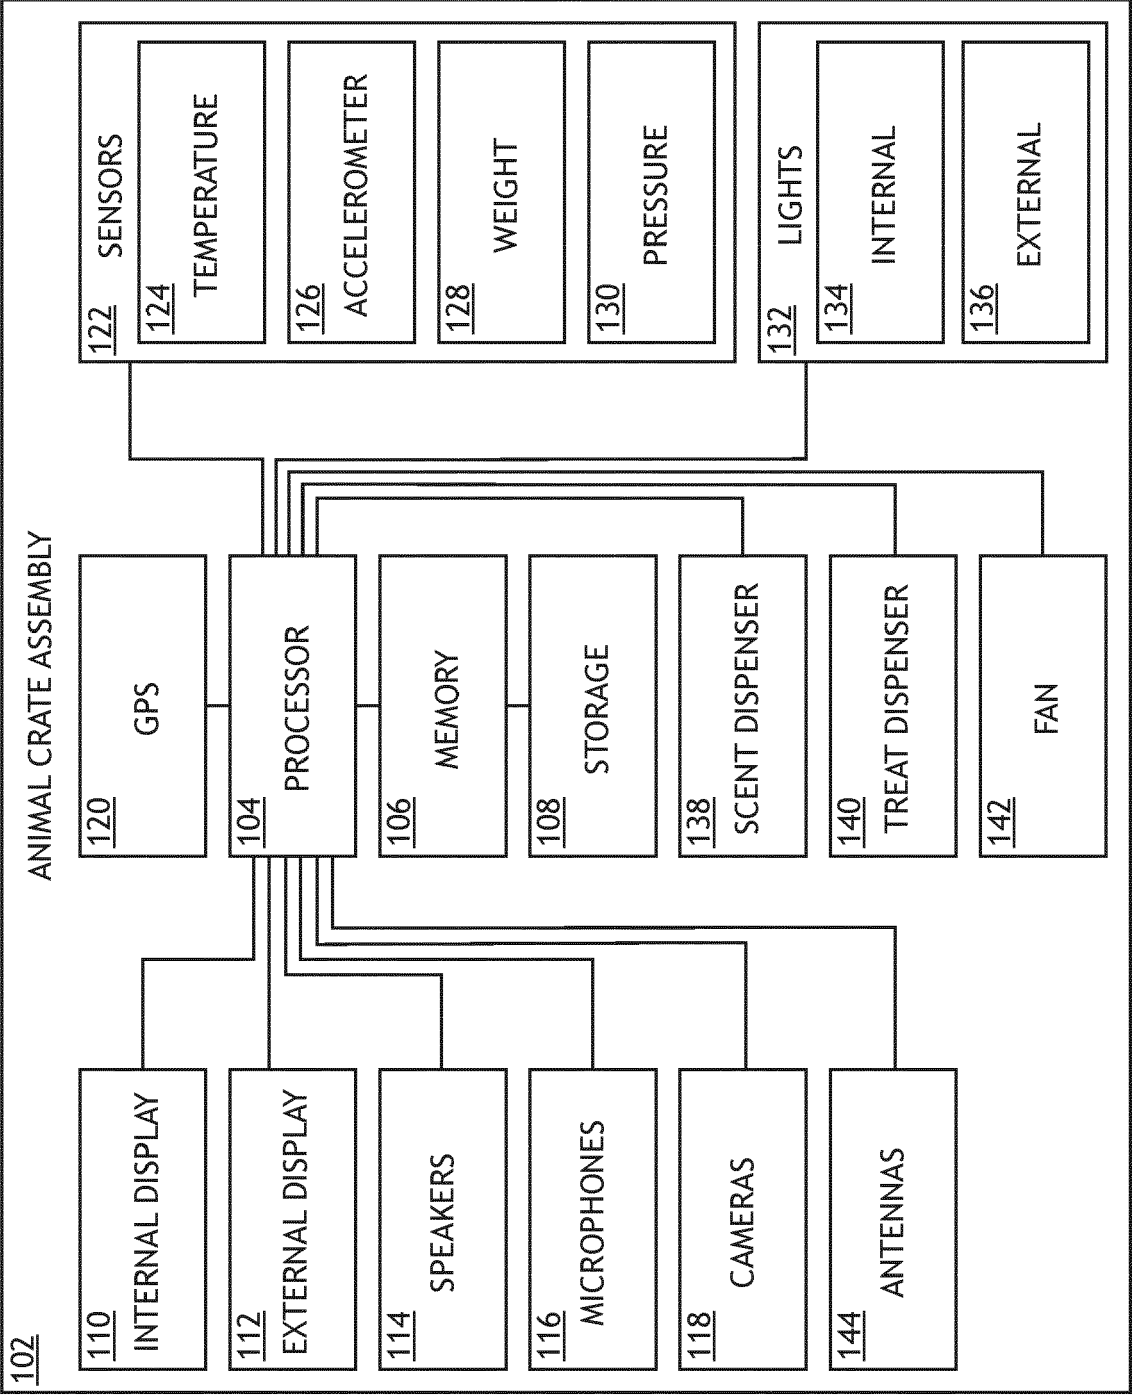 102
ANIMAL CRATE ASSEMBLY
110
INTERNAL DISPLAY
112
EXTERNAL DISPLAY
114
SPEAKERS
116
MICROPHONES
118
CAMERAS
144
ANTENNAS
120
GPS
104
PROCESSOR
106
MEMORY
108
STORAGE
138
SCENT DISPENSER
140
TREAT DISPENSER
142
FAN
122
SENSORS
124
TEMPERATURE
126
ACCELEROMETER
128
WEIGHT
130
PRESSURE
132
LIGHTS
134
INTERNAL
136
EXTERNAL